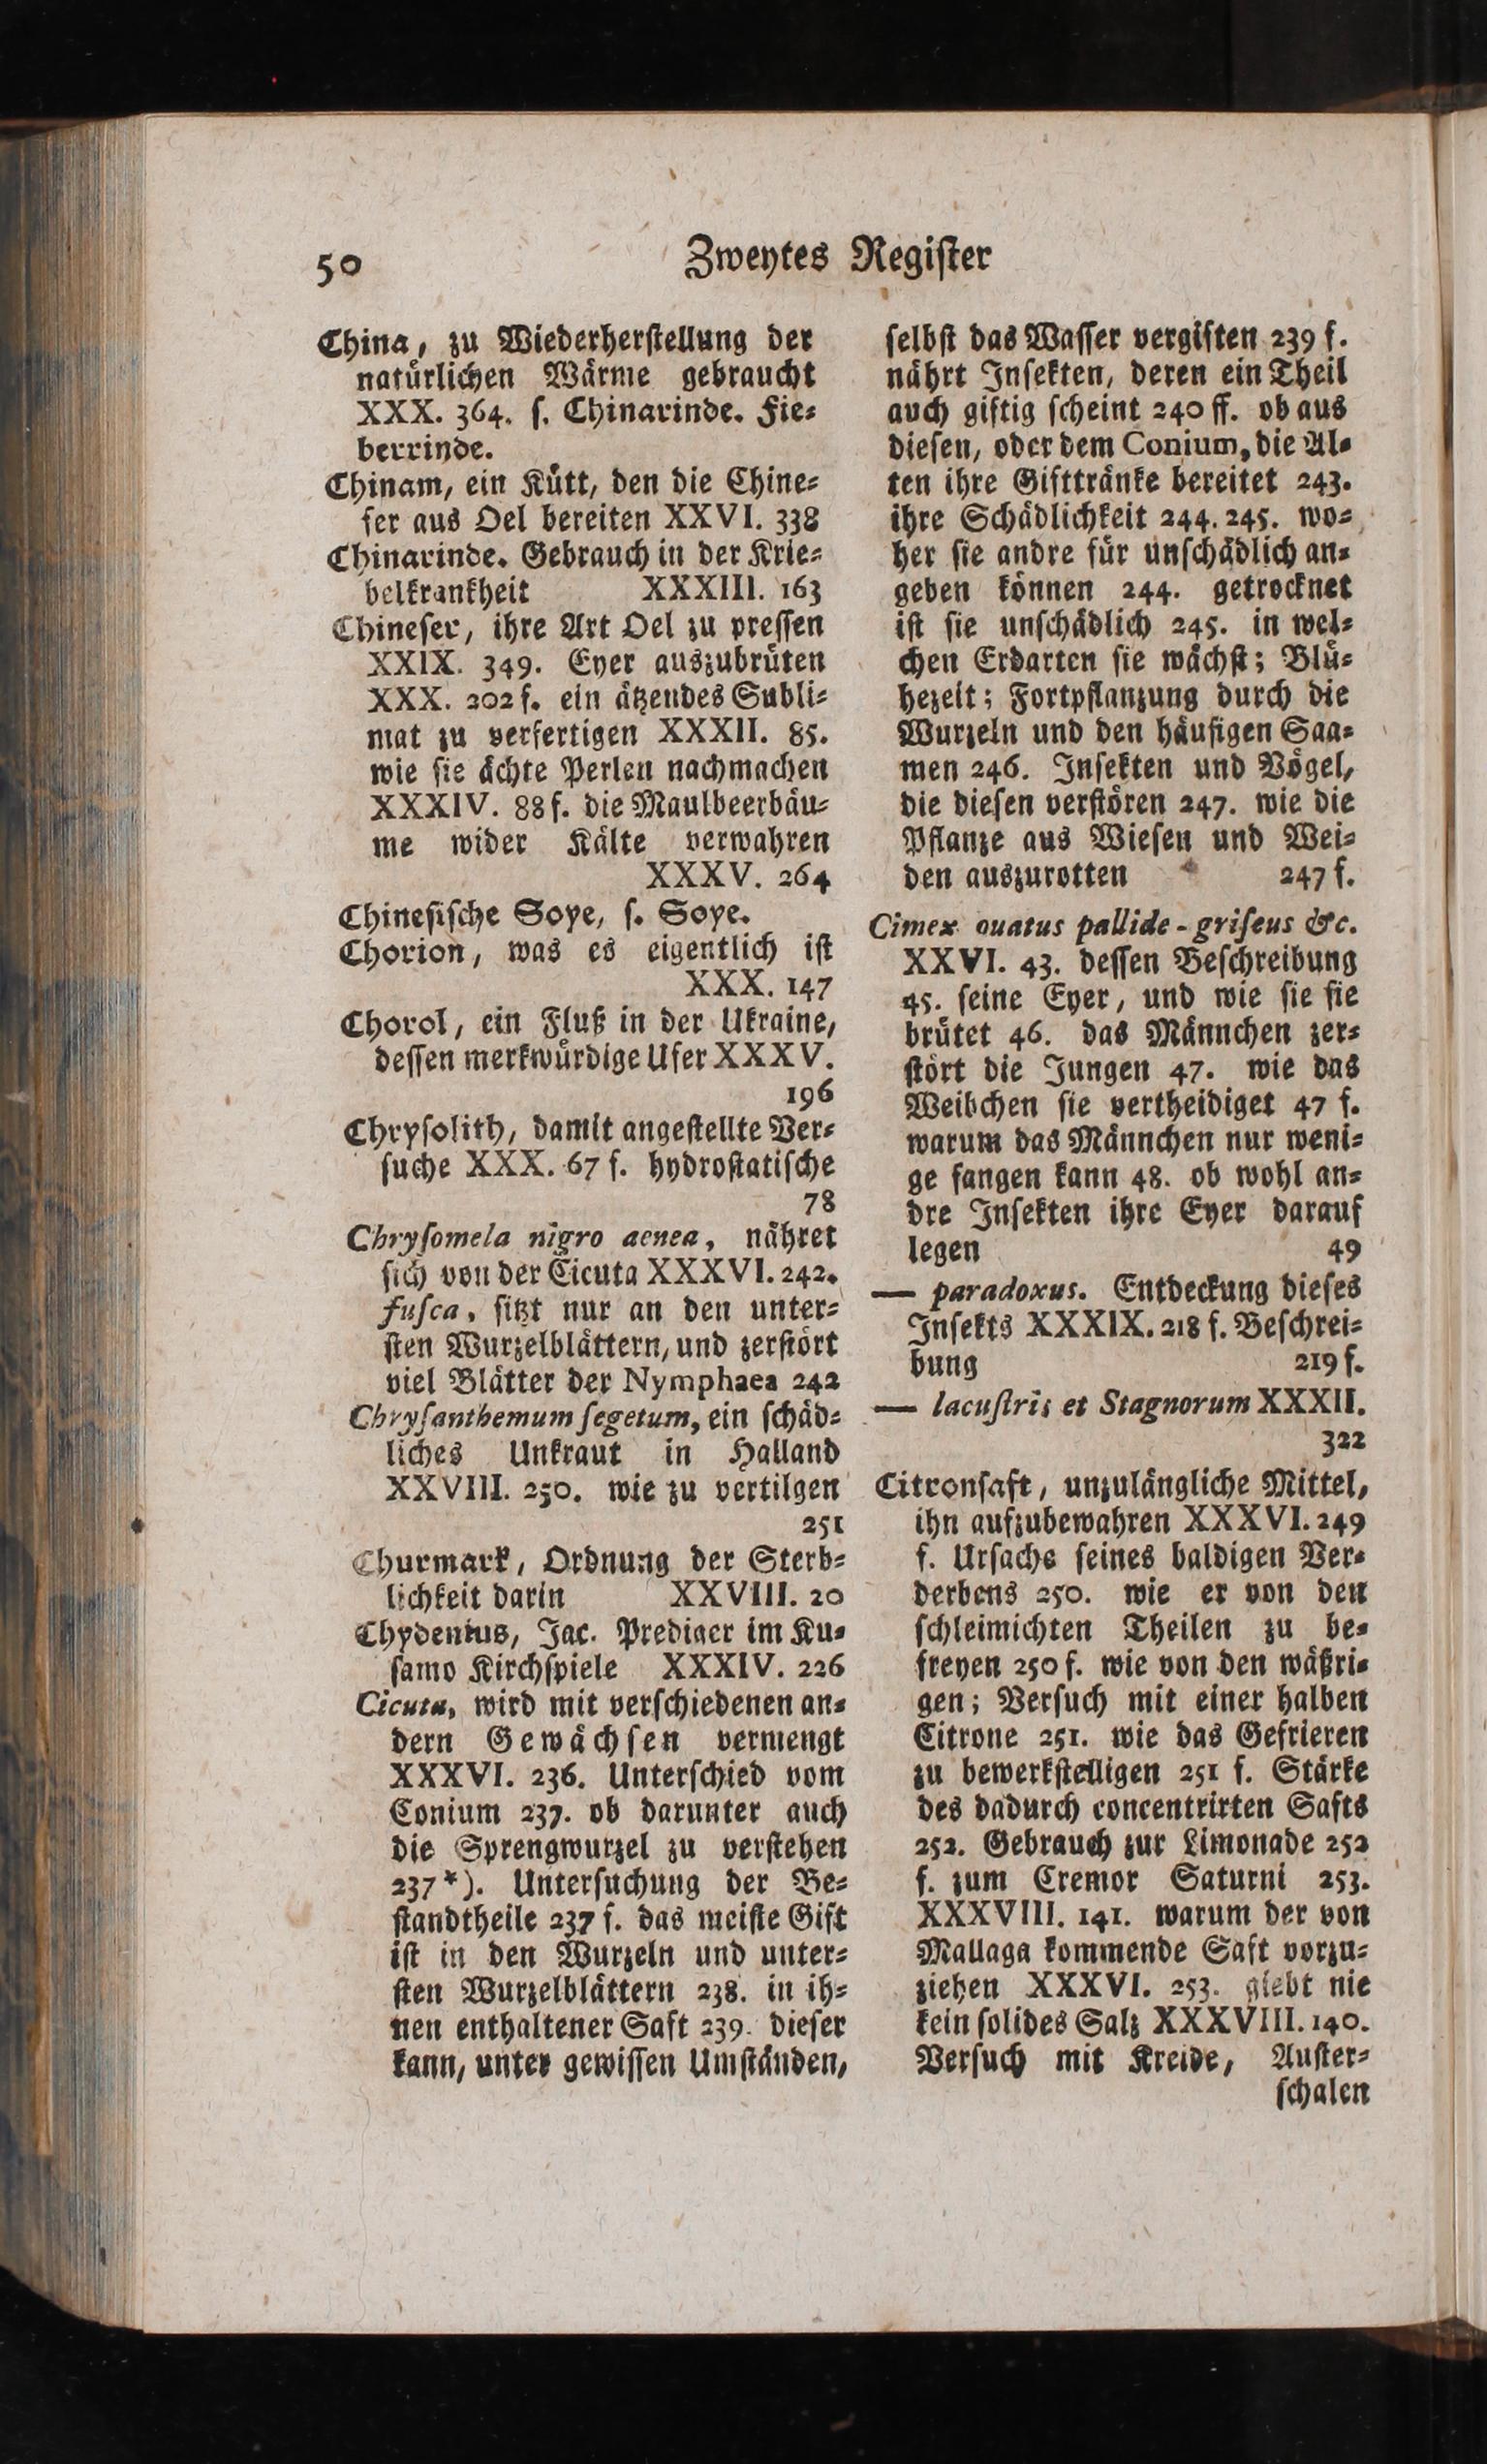 50
Zweytes Regiſter
China, zu Wiederherſtellung der
natürlichen Wärme gebraucht
XXX. 364. ſ. Chinarinde. Fie⸗
berrinde.
Chinam, ein Kütt, den die Chine⸗
ſer aus Oel bereiten XXVI. 338
Chinarinde. Gebrauch in der Krie⸗
belkrankheit XXXIII. 163
Chineſer, ihre Art Oel zu preſſen
XXIX. 349. Eyer auszubrüten
XXX. 202 f. ein ätzendes Subli⸗
mat zu verfertigen XXXII. 85.
wie ſie ächte Perlen nachmachen
XXXIV. 88 f. die Maulbeerbäu⸗
me wider Kälte verwahren
XXXV. 264
Chineſiſche Soye, ſ. Soye.
Chorion, was es eigentlich iſt
XXX. 147
Chorol, ein Fluß in der Ukraine,
deſſen merkwürdige Ufer XXXV.
196
Chryſolith, damit angeſtellte Ver⸗
ſuche XXX. 67 f. hydroſtatiſche
78
Chryſomela nigro aenea, nähret
ſich von der Cicuta XXXVI. 242.
fuſca, ſitzt nur an den unter⸗
ſten Wurzelblättern, und zerſtört
viel Blätter der Nymphaea 242
Chryſanthemum ſegetum, ein ſchäd⸗
liches Unkraut in Halland
XXVIII. 250. wie zu vertilgen
251
Churmark, Ordnung der Sterb⸗
lichkeit darin XXVIII. 20
Chydenius, Jac. Prediger im Ku⸗
ſamo Kirchſpiele XXXIV. 226
Cicuta, wird mit verſchiedenen an⸗
dern Gewächſen vermengt
XXXVI. 236. Unterſchied vom
Conium 237. ob darunter auch
die Sprengwurzel zu verſtehen
237 *). Unterſuchung der Be⸗
ſtandtheile 237 f. das meiſte Gift
iſt in den Wurzeln und unter⸗
ſten Wurzelblättern 238. in ih⸗
nen enthaltener Saft 239. dieſer
kann, unter gewiſſen Umſtänden,
ſelbſt das Waſſer vergiften 239 f.
nährt Inſekten, deren ein Theil
auch giftig ſcheint 240 ff. ob aus
dieſen, oder dem Conium, die Al⸗
ten ihre Gifttränke bereitet 243.
ihre Schädlichkeit 244. 245. wo⸗
her ſie andre für unſchädlich an⸗
geben können 244. getrocknet
iſt ſie unſchädlich 245. in wel⸗
chen Erdarten ſie wächſt; Blü⸗
hezeit; Fortpflanzung durch die
Wurzeln und den häufigen Saa⸗
men 246. Inſekten und Vögel,
die dieſen verſtören 247. wie die
Pflanze aus Wieſen und Wei⸗
den auszurotten 247 f.
Cimex ouatus pallide-griſeus &c.
XXVI. 43. deſſen Beſchreibung
45. ſeine Eyer, und wie ſie ſie
brütet 46. das Männchen zer⸗
ſtört die Jungen 47. wie das
Weibchen ſie vertheidiget 47 f.
warum das Männchen nur weni⸗
ge fangen kann 48. ob wohl an⸗
dre Inſekten ihre Eyer darauf
legen 49
— paradoxus. Entdeckung dieſes
Inſekts XXXIX. 218 f. Beſchrei⸗
bung 219 f.
— lacuſtris et Stagnorum XXXII.
322
Citronſaft, unzulängliche Mittel,
ihn aufzubewahren XXXVI. 249
f. Urſache ſeines baldigen Ver⸗
derbens 250. wie er von den
ſchleimichten Theilen zu be⸗
freyen 250 f. wie von den wäßri⸗
gen; Verſuch mit einer halben
Citrone 251. wie das Gefrieren
zu bewerkſtelligen 251 f. Stärke
des dadurch concentrirten Safts
252. Gebrauch zur Limonade 252
f. zum Cremor Saturni 253.
XXXVIII. 141. warum der von
Mallaga kommende Saft vorzu⸗
ziehen XXXVI. 253. giebt nie
kein ſolides Salz XXXVIII. 140.
Verſuch mit Kreide, Auſter⸗
ſchalen